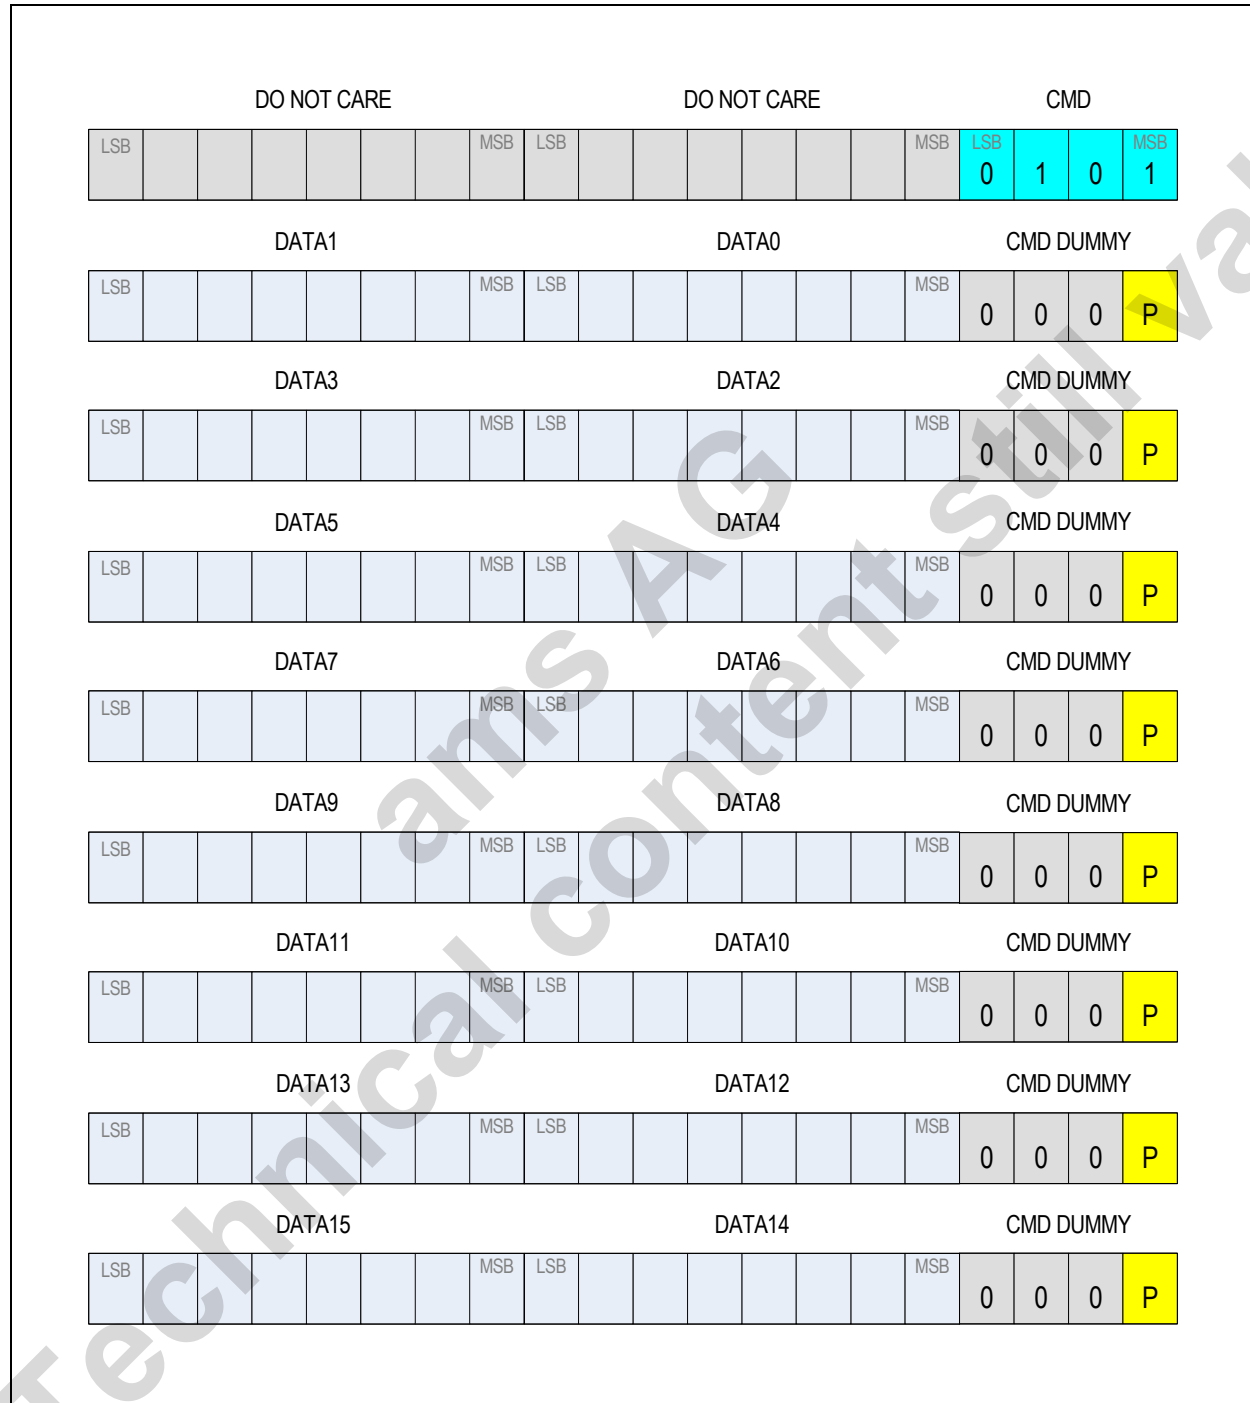 DO NOT CARE DO NOT CARE CMD
LSB MSB LSB MSB LSB MSB
0 1 0 1
DATA1 DATA0 CMD DUMMY
LSB MSB LSB MSB
0 0 0 P
DATA3 DATA2 CMD DUMMY
LSB MSB LSB MSB
0 0 0 P
DATA5 DATA4 CMD DUMMY
LSB MSB LSB MSB
0 0 0 P
DATA7 DATA6 CMD DUMMY
LSB MSB LSB MSB
0 0 0 P
DATA9 DATA8 CMD DUMMY
LSB MSB LSB MSB
0 0 0 P
DATA11 DATA10 CMD DUMMY
LSB MSB LSB MSB
0 0 0 P
DATA13 DATA12 CMD DUMMY
LSB MSB LSB MSB
0 0 0 P
DATA15 DATA14 CMD DUMMY
LSB MSB LSB MSB
0 0 0 P
ams AG
Technical content still va